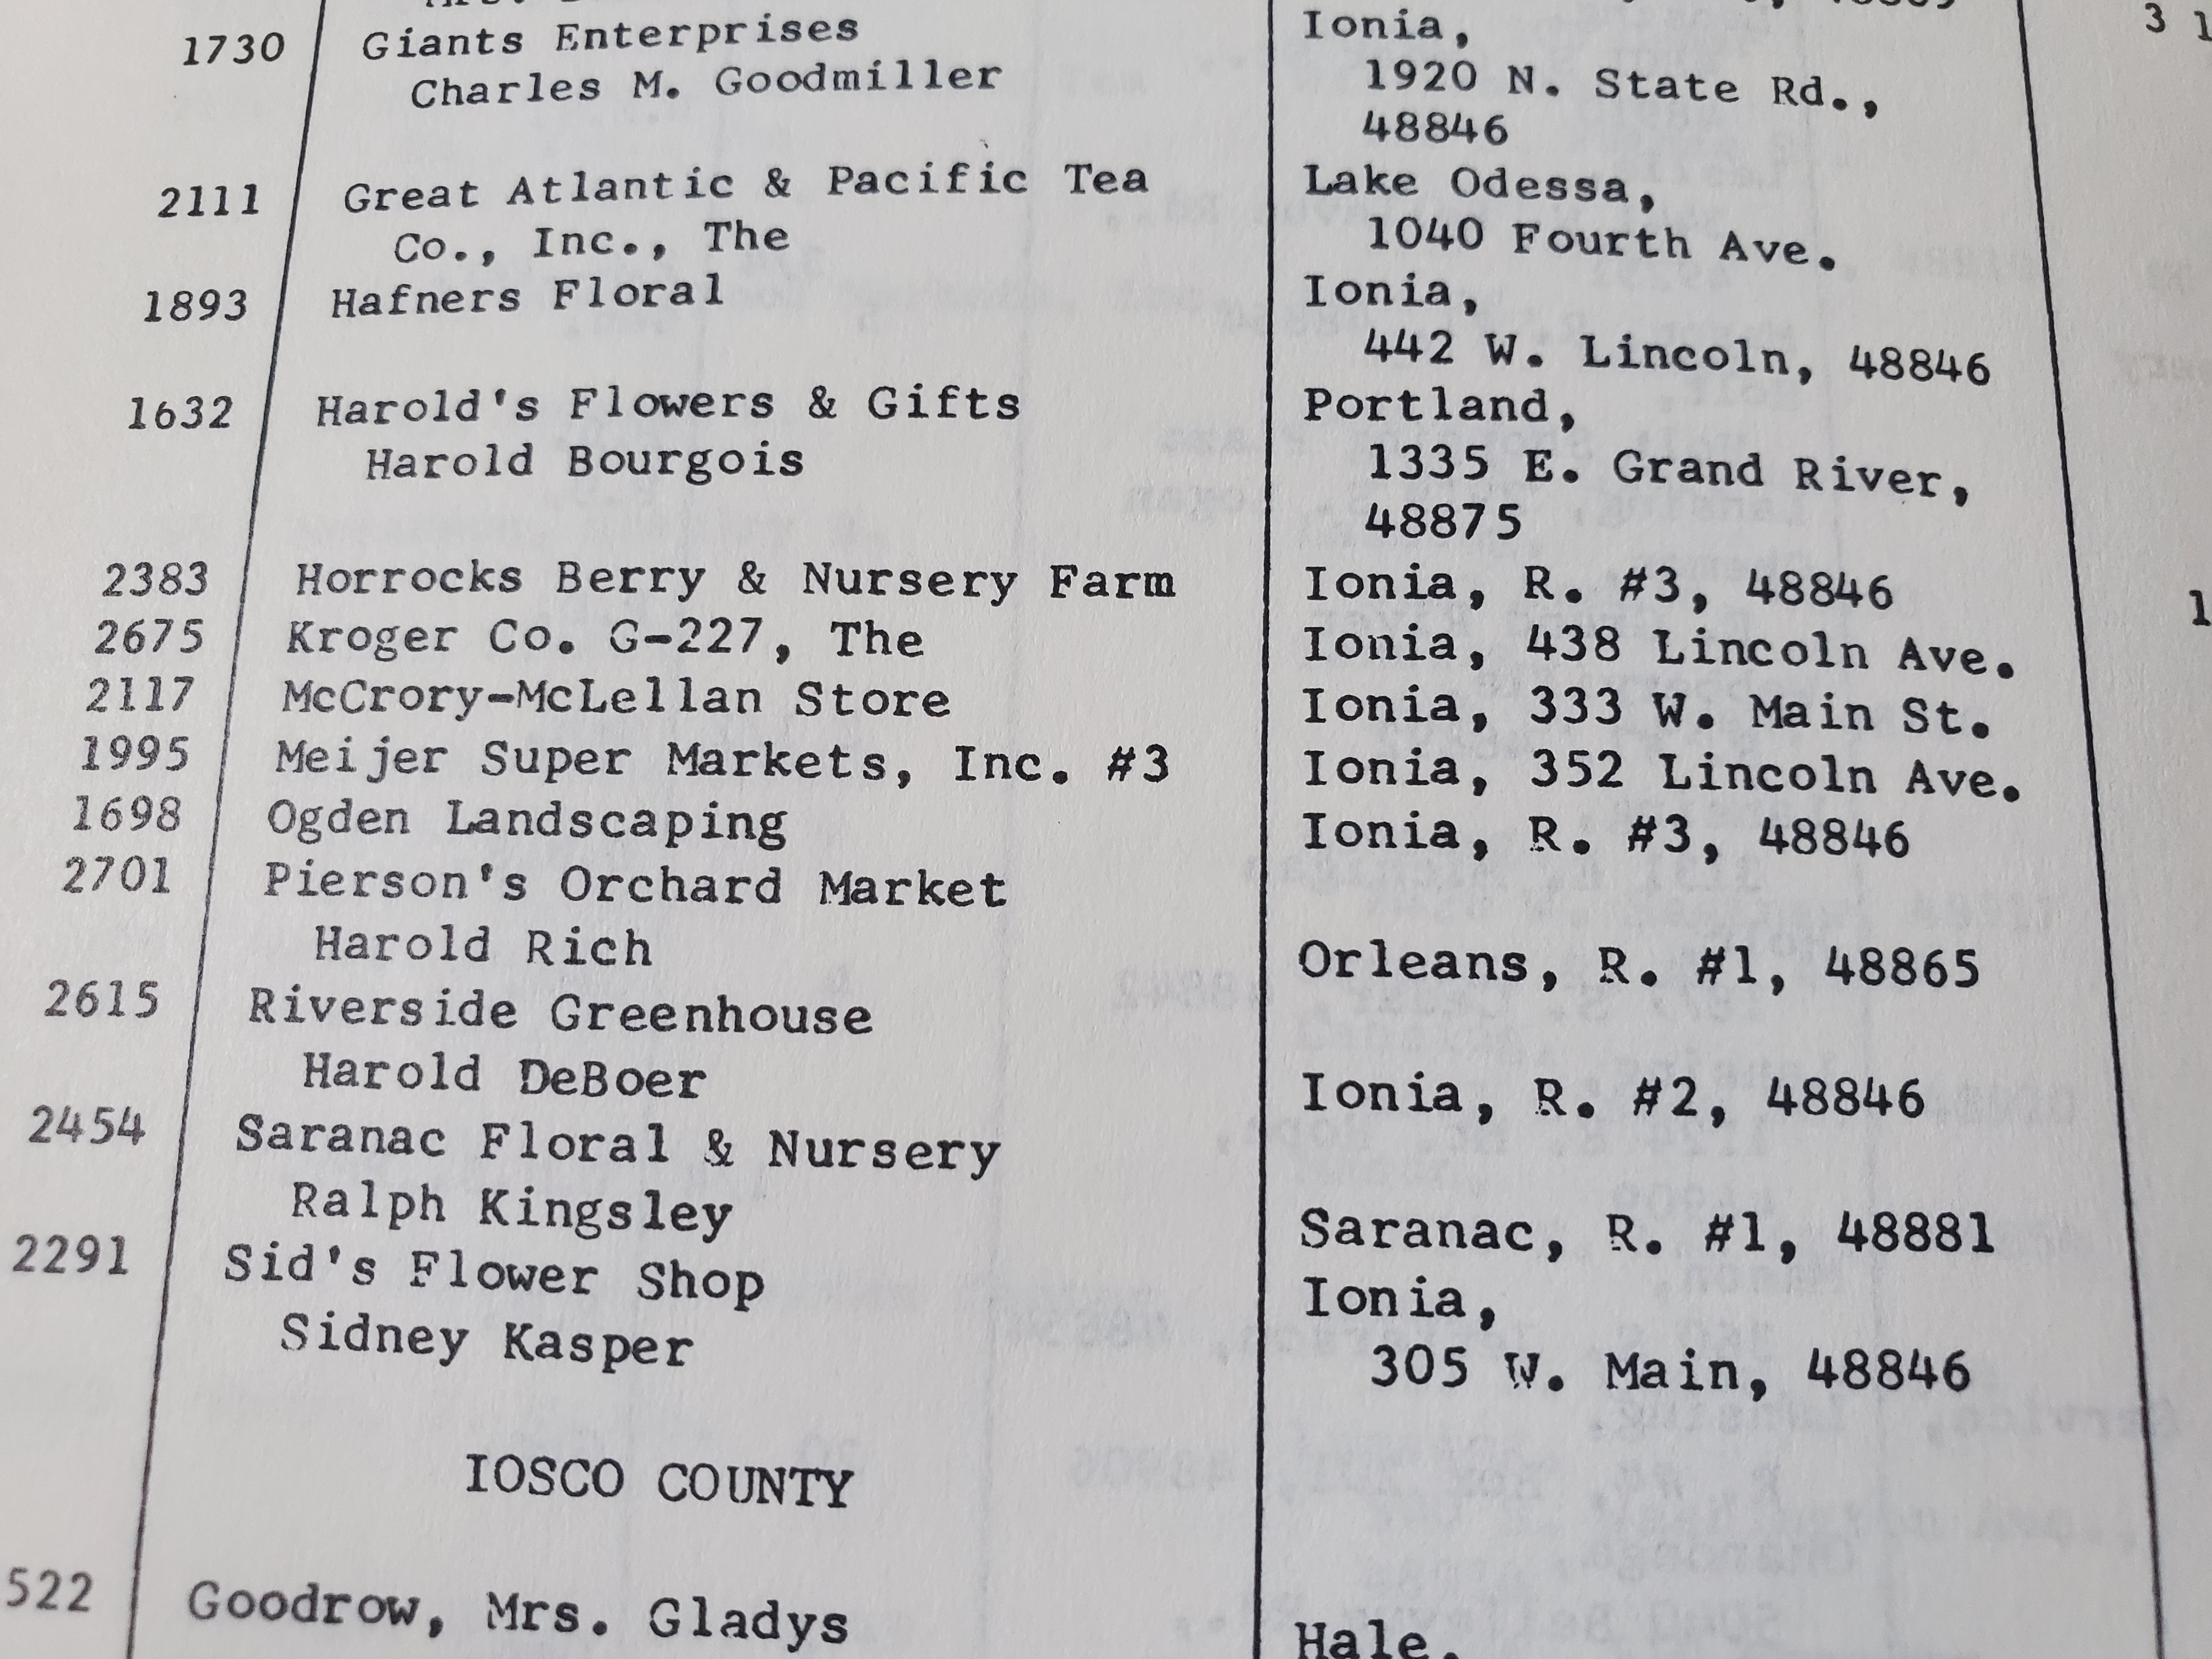 1730 Giants Enterprises Ionia, 3 1
Charles M. Goodmiller 1920 N. State Rd.,
48846
2111 Great Atlantic & Pacific Tea Lake Odessa,
Co., Inc., The 1040 Fourth Ave.
1893 Hafners Floral Ionia,
442 W. Lincoln, 48846
1632 Harold's Flowers & Gifts Portland,
Harold Bourgois 1335 E. Grand River,
48875
2383 Horrocks Berry & Nursery Farm Ionia, R. #3, 48846 1
2675 Kroger Co. G-227, The Ionia, 438 Lincoln Ave.
2117 McCrory-McLellan Store Ionia, 333 W. Main St.
1995 Meijer Super Markets, Inc. #3 Ionia, 352 Lincoln Ave.
1698 Ogden Landscaping Ionia, R. #3, 48846
2701 Pierson's Orchard Market
Harold Rich Orleans, R. #1, 48865
2615 Riverside Greenhouse
Harold DeBoer Ionia, R. #2, 48846
2454 Saranac Floral & Nursery
Ralph Kingsley Saranac, R. #1, 48881
2291 Sid's Flower Shop Ionia,
Sidney Kasper 305 W. Main, 48846
IOSCO COUNTY
522 Goodrow, Mrs. Gladys Hale,